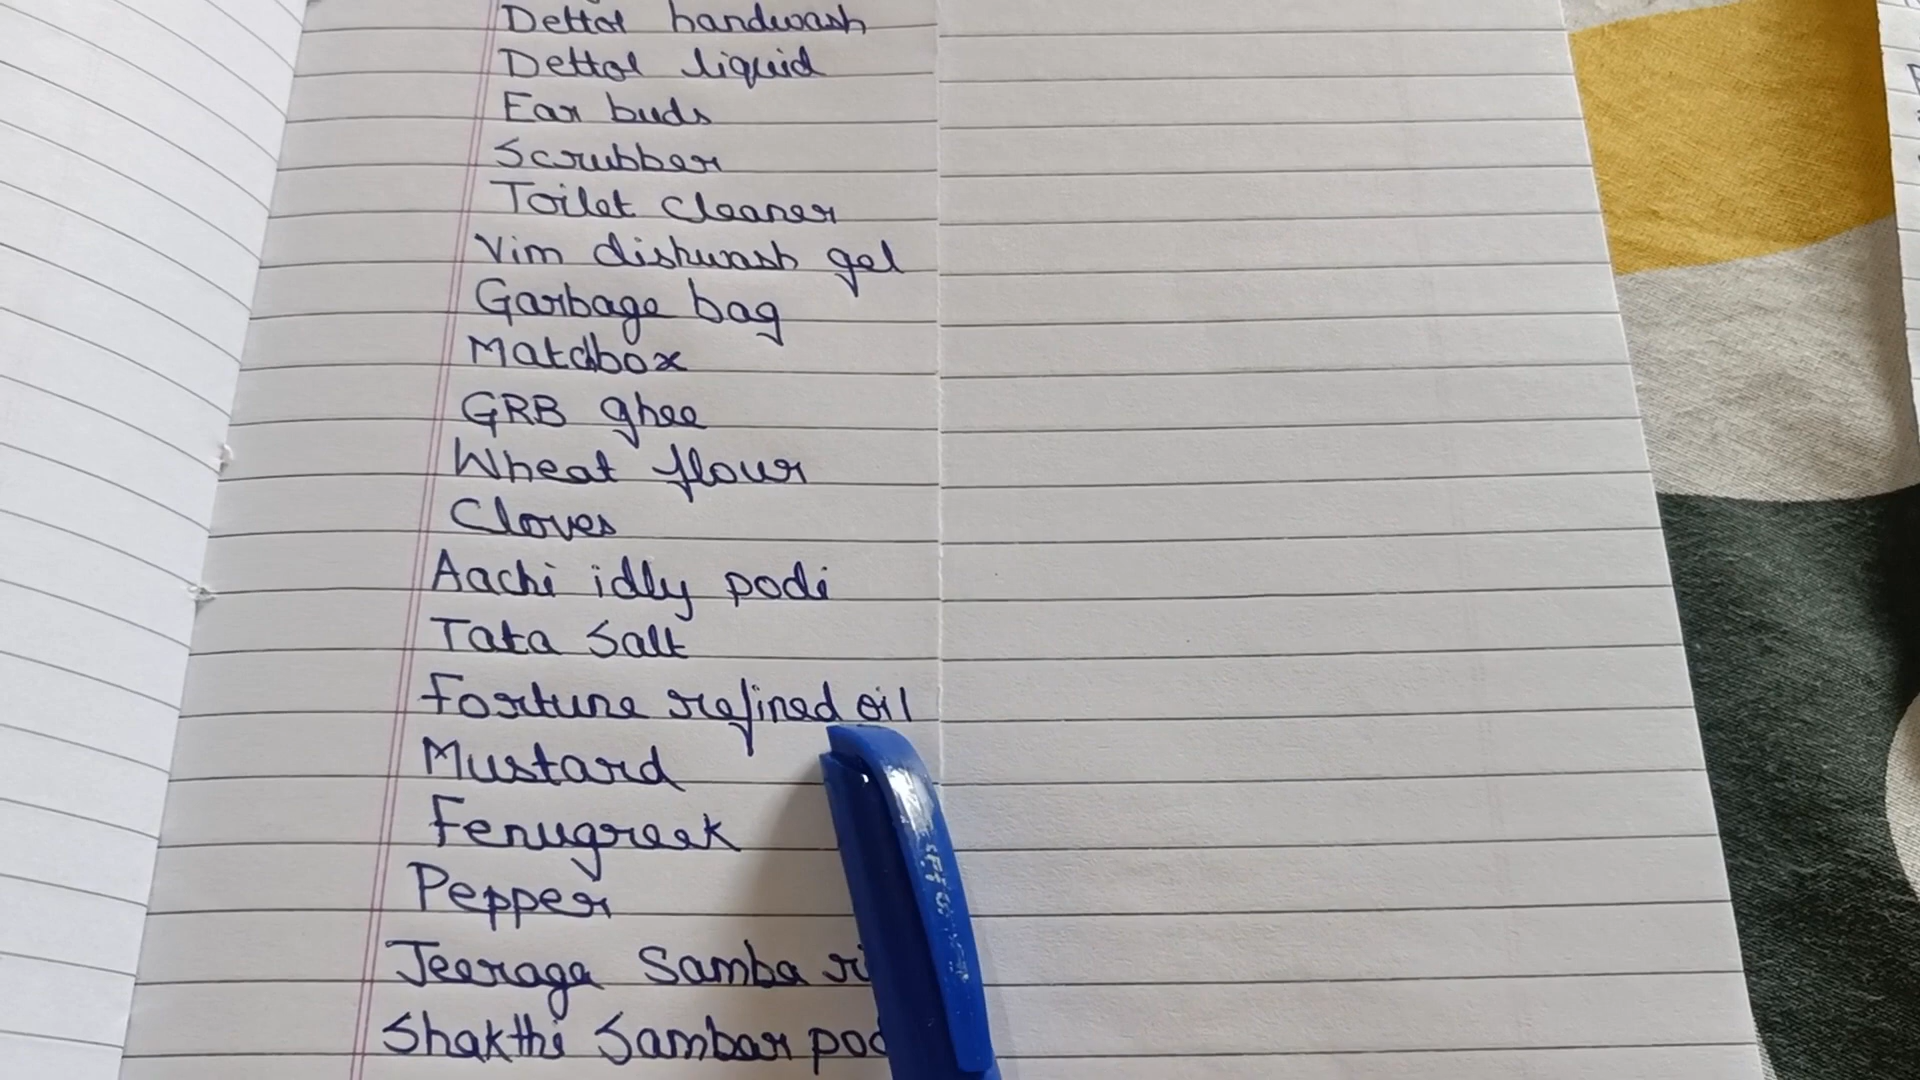 Dettol handwash
Dettol liquid
Ear buds
Scrubber
Toilet cleaner
Vim dishwash gel
Garbage bag
Matchbox
GRB ghee
Wheat flour
Cloves
Aachi idly podi
Tata Salt
Fortune refined oil
Mustard
Fenugreek
Pepper
Jeeraga Samba
Shakthi Sambar